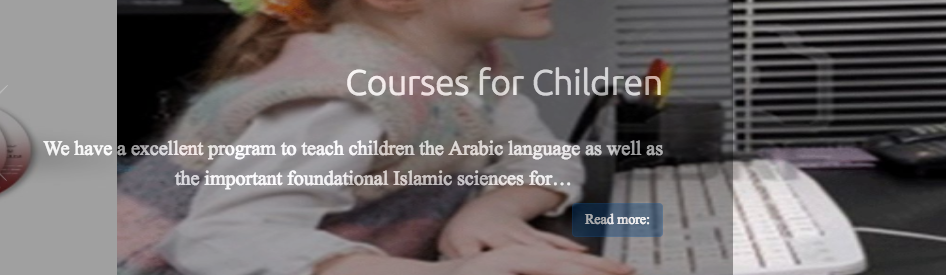 Courses for Children
We have a excellent program to teach children the Arabic language as well as
the important foundational Islamic sciences for…
Read more: